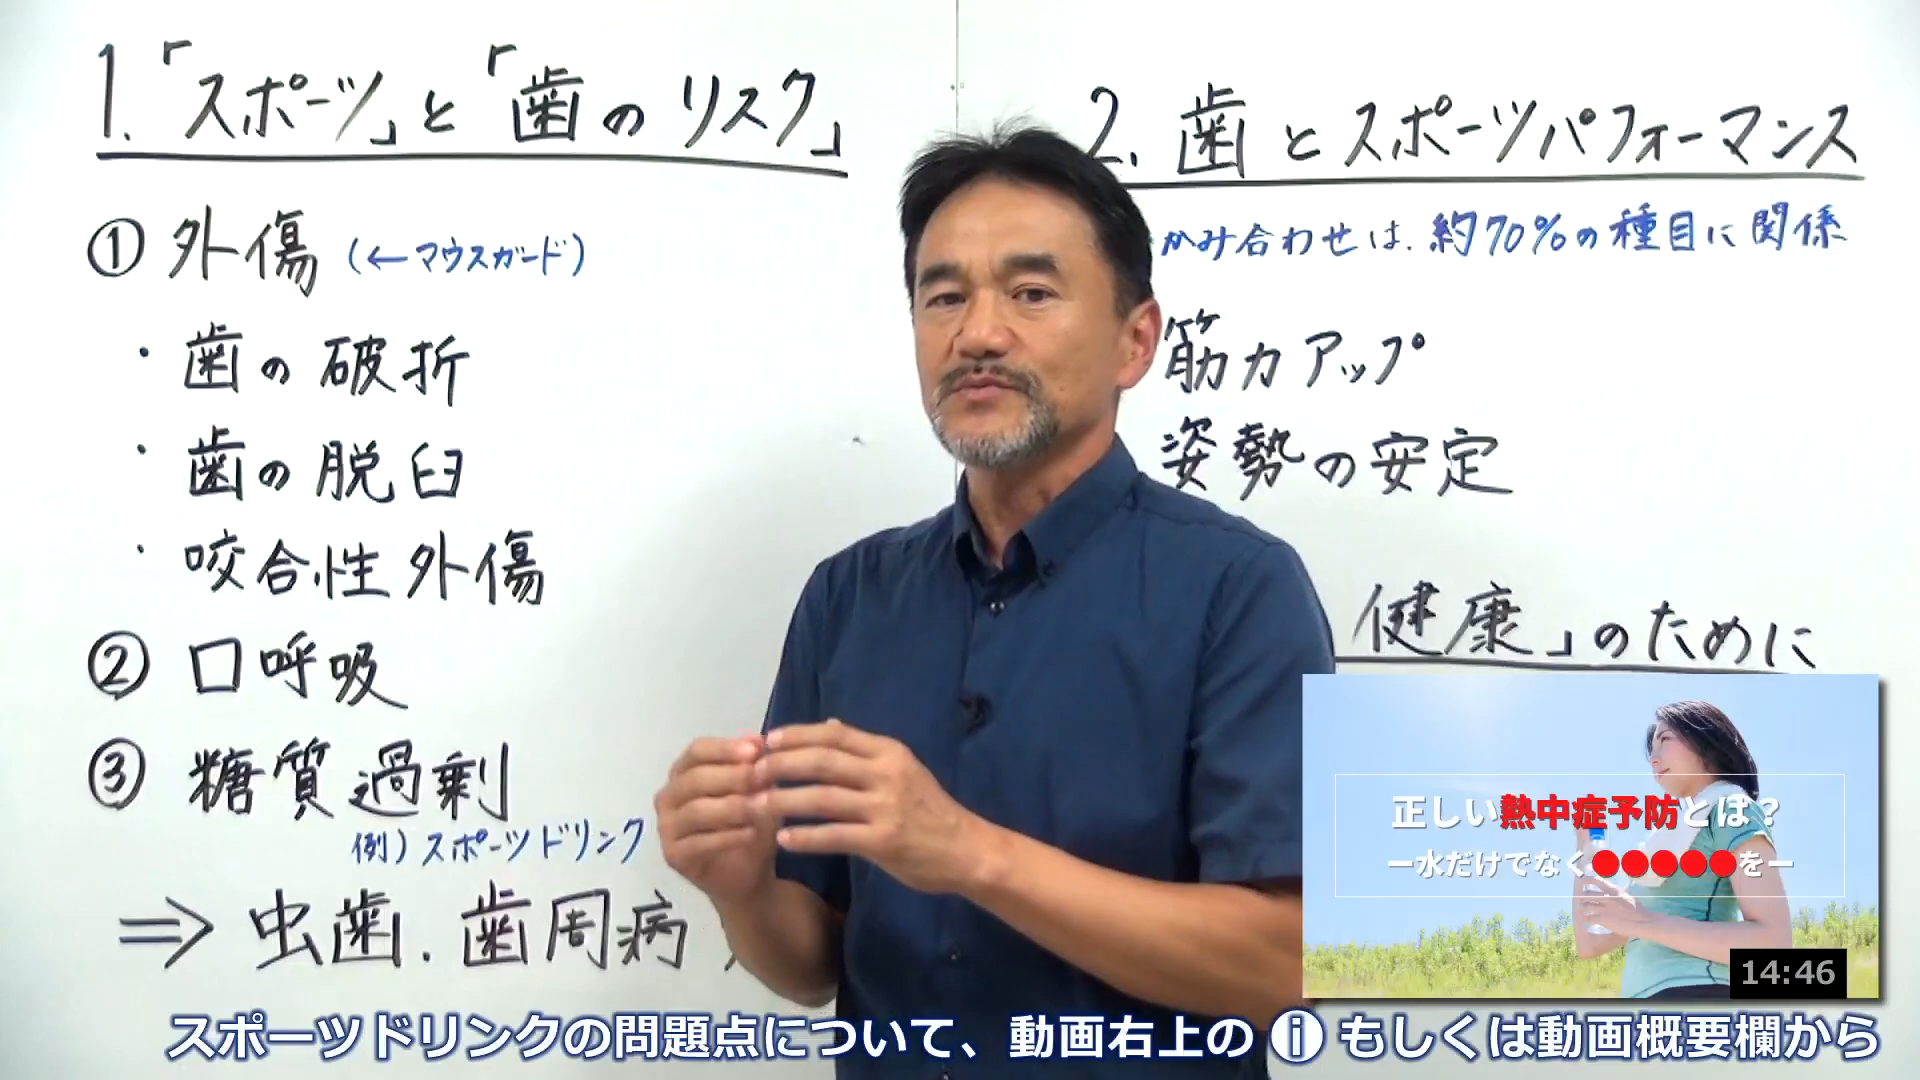 1.「スポーツ」と「歯のリスク」
① 外傷 (←マウスガード)
・歯の破折
・歯の脱臼
・咬合性外傷
② 口呼吸
③ 糖質過剰
例) スポーツドリンク
⇒ 虫歯.歯周病
2. 歯とスポーツパフォーマンス
かみ合わせは.約70%の種目に関係
筋力アップ
姿勢の安定
健康」のために
正しい熱中症予防とは？
ー水だけでなく●●●●●をー
14:46
スポーツドリンクの問題点について、動画右上の i もしくは動画概要欄から